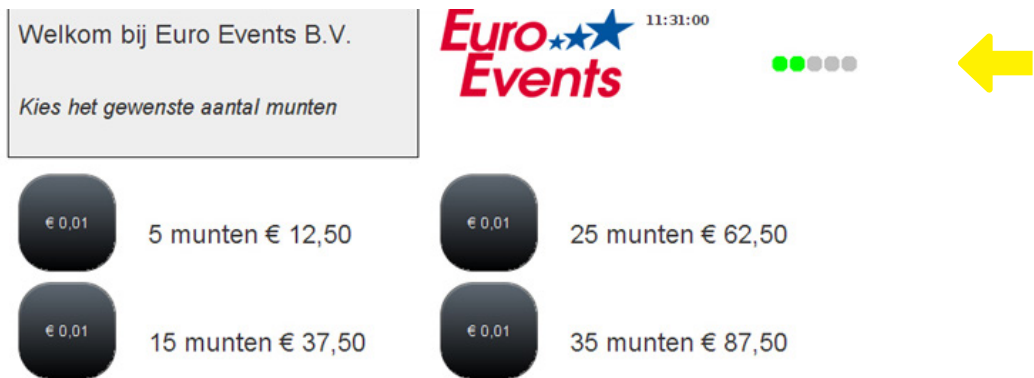 Welkom bij Euro Events B.V.
Kies het gewenste aantal munten
Euro
Events
11:31:00
€ 0,01
5 munten € 12,50
€ 0,01
25 munten € 62,50
€ 0,01
15 munten € 37,50
€ 0,01
35 munten € 87,50